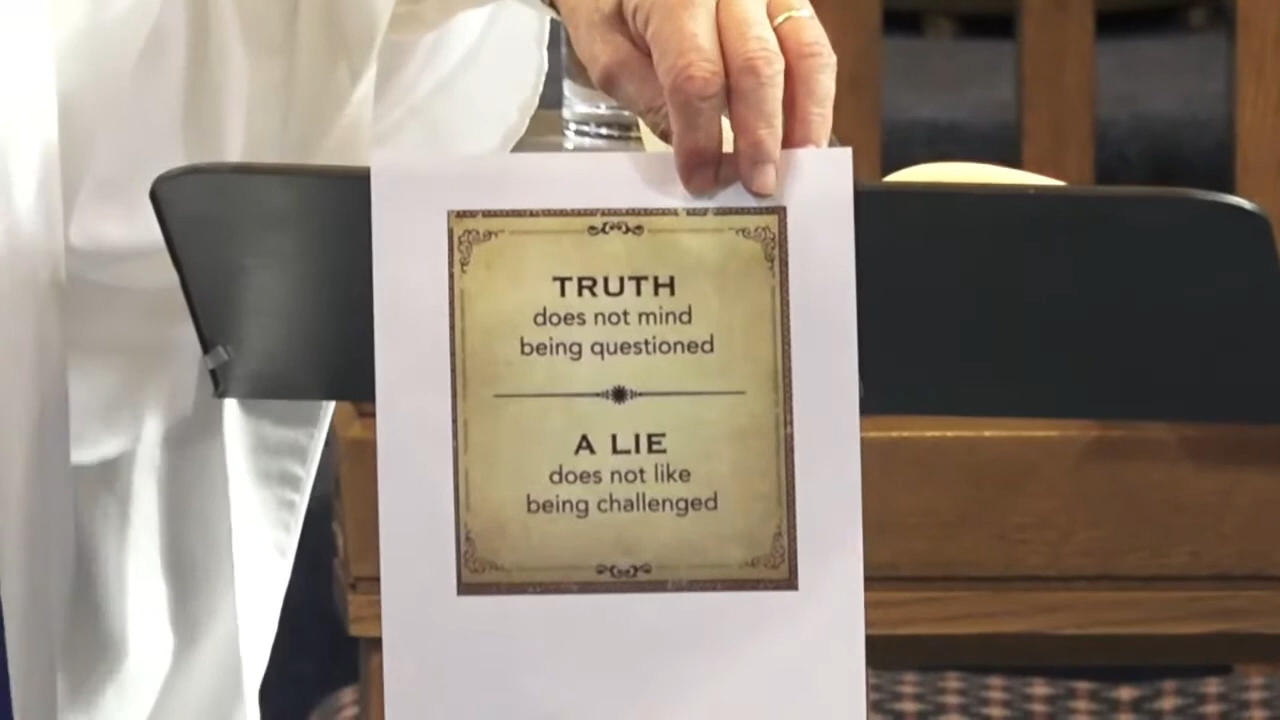 TRUTH
does not mind
being questioned
A LIE
does not like
being challenged